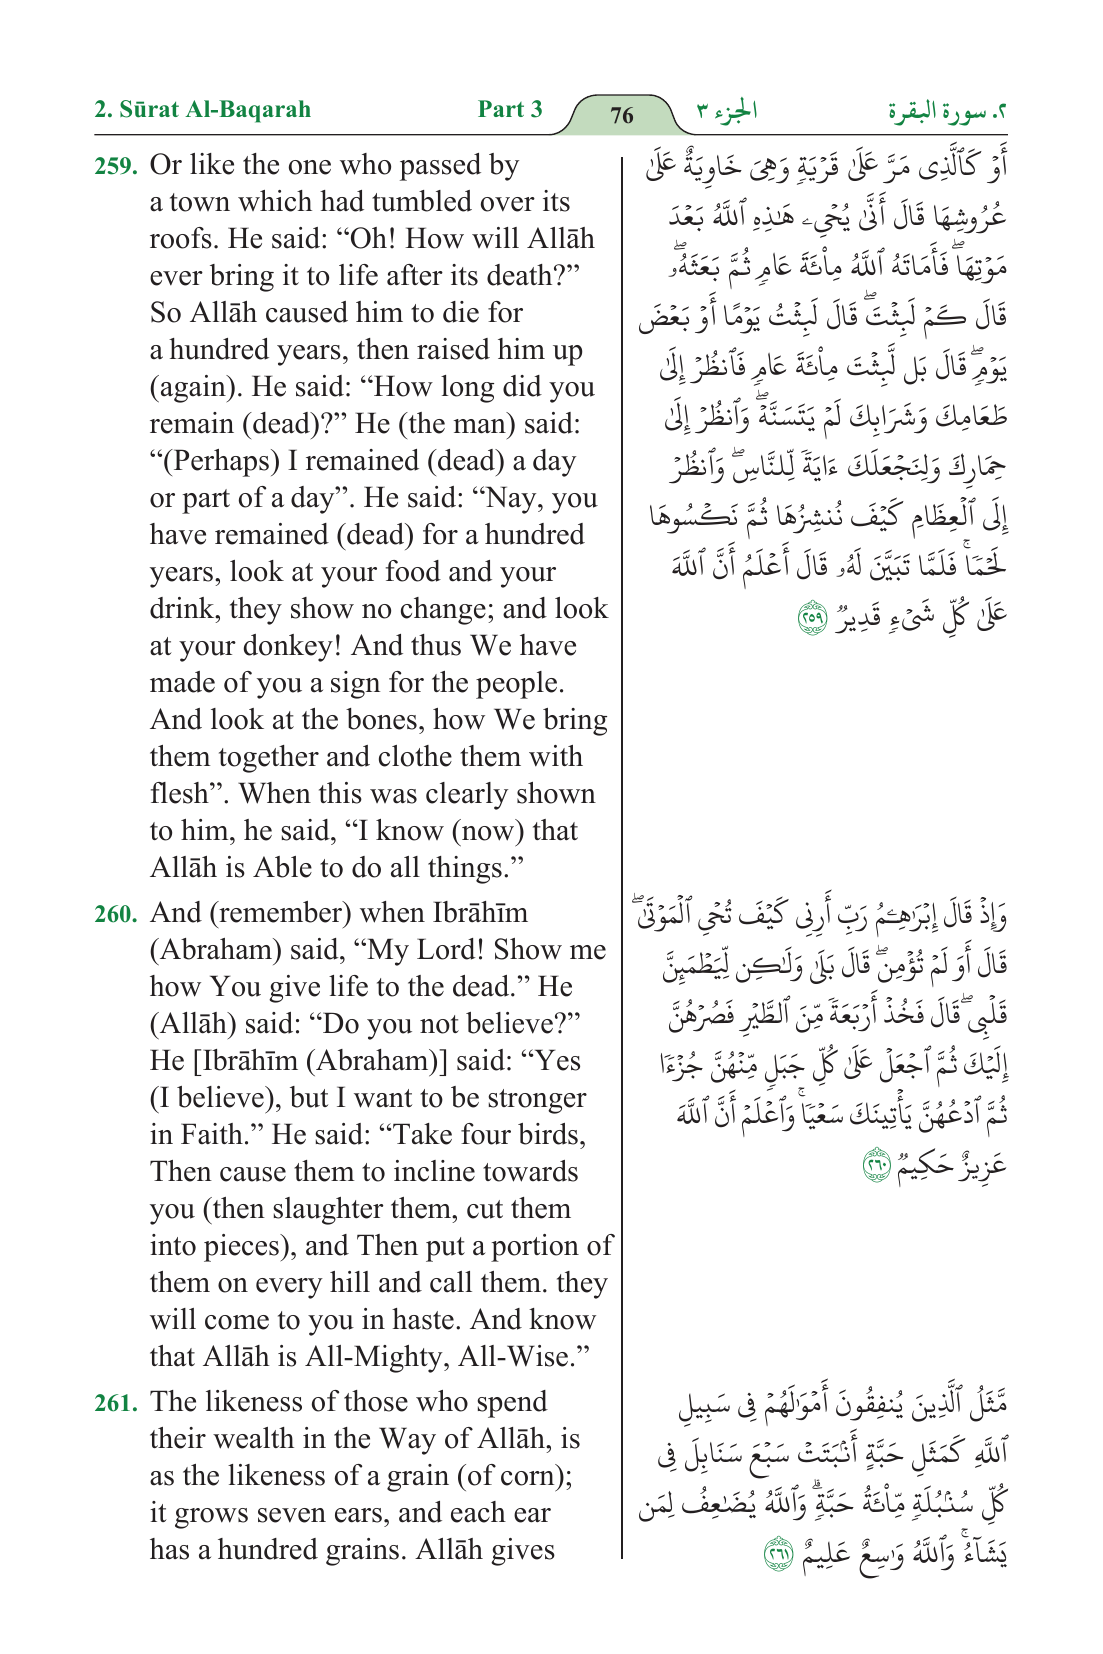 2. Sūrat Al-Baqarah
Part 3
76
الجزء ٣
٢. سورة البقرة
259. Or like the one who passed by
a town which had tumbled over its
roofs. He said: “Oh! How will Allāh
ever bring it to life after its death?”
So Allāh caused him to die for
a hundred years, then raised him up
(again). He said: “How long did you
remain (dead)?” He (the man) said:
“(Perhaps) I remained (dead) a day
or part of a day”. He said: “Nay, you
have remained (dead) for a hundred
years, look at your food and your
drink, they show no change; and look
at your donkey! And thus We have
made of you a sign for the people.
And look at the bones, how We bring
them together and clothe them with
flesh”. When this was clearly shown
to him, he said, “I know (now) that
Allāh is Able to do all things.”
260. And (remember) when Ibrāhīm
(Abraham) said, “My Lord! Show me
how You give life to the dead.” He
(Allāh) said: “Do you not believe?”
He [Ibrāhīm (Abraham)] said: “Yes
(I believe), but I want to be stronger
in Faith.” He said: “Take four birds,
Then cause them to incline towards
you (then slaughter them, cut them
into pieces), and Then put a portion of
them on every hill and call them. they
will come to you in haste. And know
that Allāh is All-Mighty, All-Wise.”
261. The likeness of those who spend
their wealth in the Way of Allāh, is
as the likeness of a grain (of corn);
it grows seven ears, and each ear
has a hundred grains. Allāh gives
أَوۡ كَٱلَّذِى مَرَّ عَلَىٰ قَرۡيَةٖ وَهِىَ خَاوِيَةٌ عَلَىٰ
عُرُوشِهَا قَالَ أَنَّىٰ يُحۡىِۦ هَٰذِهِ ٱللَّهُ بَعۡدَ
مَوۡتِهَاۖ فَأَمَاتَهُ ٱللَّهُ مِاْئَةَ عَامٖ ثُمَّ بَعَثَهُۥۖ
قَالَ كَمۡ لَبِثۡتَۖ قَالَ لَبِثۡتُ يَوۡمًا أَوۡ بَعۡضَ
يَوۡمٖۖ قَالَ بَل لَّبِثۡتَ مِاْئَةَ عَامٖ فَٱنظُرۡ إِلَىٰ
طَعَامِكَ وَشَرَابِكَ لَمۡ يَتَسَنَّهۡۖ وَٱنظُرۡ إِلَىٰ
حِمَارِكَ وَلِنَجۡعَلَكَ ءَايَةٗ لِّلنَّاسِۖ وَٱنظُرۡ
إِلَى ٱلۡعِظَامِ كَيۡفَ نُنشِزُهَا ثُمَّ نَكۡسُوهَا
لَحۡمٗاۚ فَلَمَّا تَبَيَّنَ لَهُۥ قَالَ أَعۡلَمُ أَنَّ ٱللَّهَ
عَلَىٰ كُلِّ شَىۡءٖ قَدِيرٞ ٢٥٩
وَإِذۡ قَالَ إِبۡرَٰهِـۧمُ رَبِّ أَرِنِى كَيۡفَ تُحۡىِ ٱلۡمَوۡتَىٰۖ
قَالَ أَوَ لَمۡ تُؤۡمِنۖ قَالَ بَلَىٰ وَلَٰكِن لِّيَطۡمَئِنَّ
قَلۡبِىۖ قَالَ فَخُذۡ أَرۡبَعَةٗ مِّنَ ٱلطَّيۡرِ فَصُرۡهُنَّ
إِلَيۡكَ ثُمَّ ٱجۡعَلۡ عَلَىٰ كُلِّ جَبَلٖ مِّنۡهُنَّ جُزۡءٗا
ثُمَّ ٱدۡعُهُنَّ يَأۡتِينَكَ سَعۡيٗاۚ وَٱعۡلَمۡ أَنَّ ٱللَّهَ
عَزِيزٌ حَكِيمٞ ٢٦٠
مَّثَلُ ٱلَّذِينَ يُنفِقُونَ أَمۡوَٰلَهُمۡ فِى سَبِيلِ
ٱللَّهِ كَمَثَلِ حَبَّةٍ أَنۢبَتَتۡ سَبۡعَ سَنَابِلَ فِى
كُلِّ سُنۢبُلَةٖ مِّاْئَةُ حَبَّةٖۗ وَٱللَّهُ يُضَٰعِفُ لِمَن
يَشَآءُۚ وَٱللَّهُ وَٰسِعٌ عَلِيمٌ ٢٦١